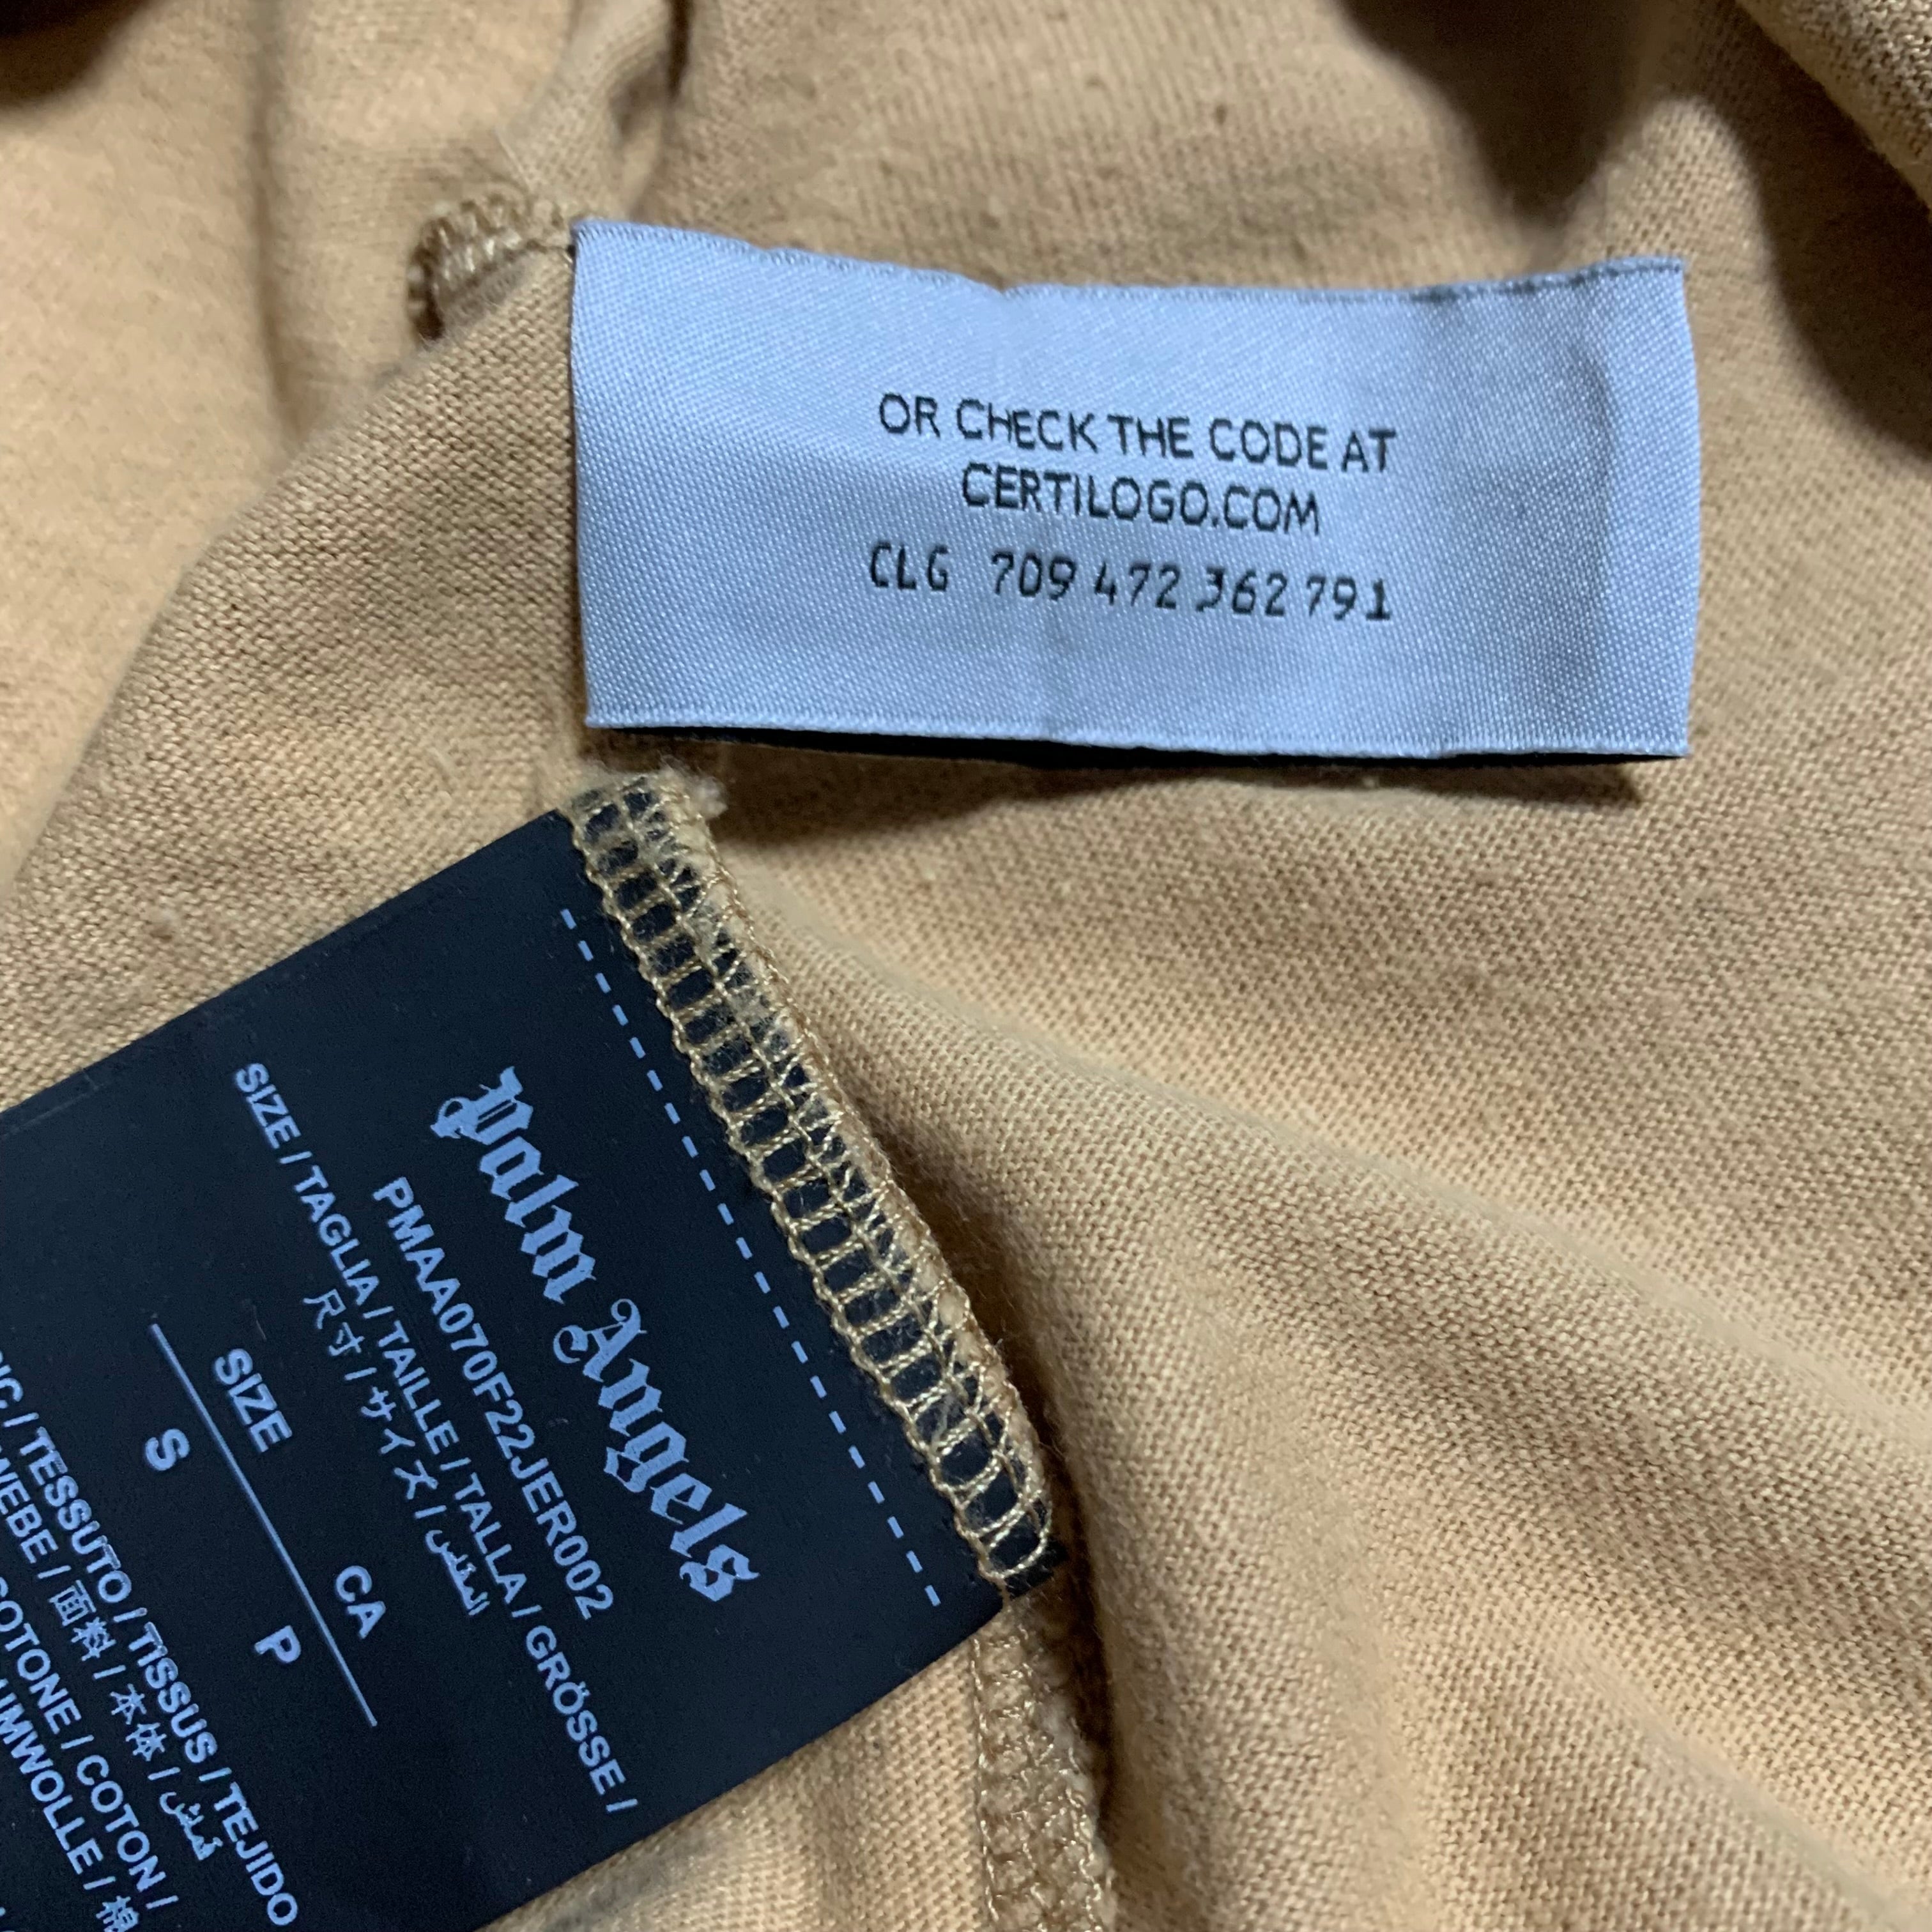 OR CHECK THE CODE AT
CERTILOGO.COM
CLG 709 472 362 791
Palm Angels
PMAA070F22JER002
SIZE / TAGLIA / TAILLE / TALLA / GRÖSSE /
尺寸 / サイズ / المقاس
SIZE CA
S P
/ TESSUTO / TISSUS / TEJIDO
/ 面料 / 本体 / قماش /
COTONE / COTON /